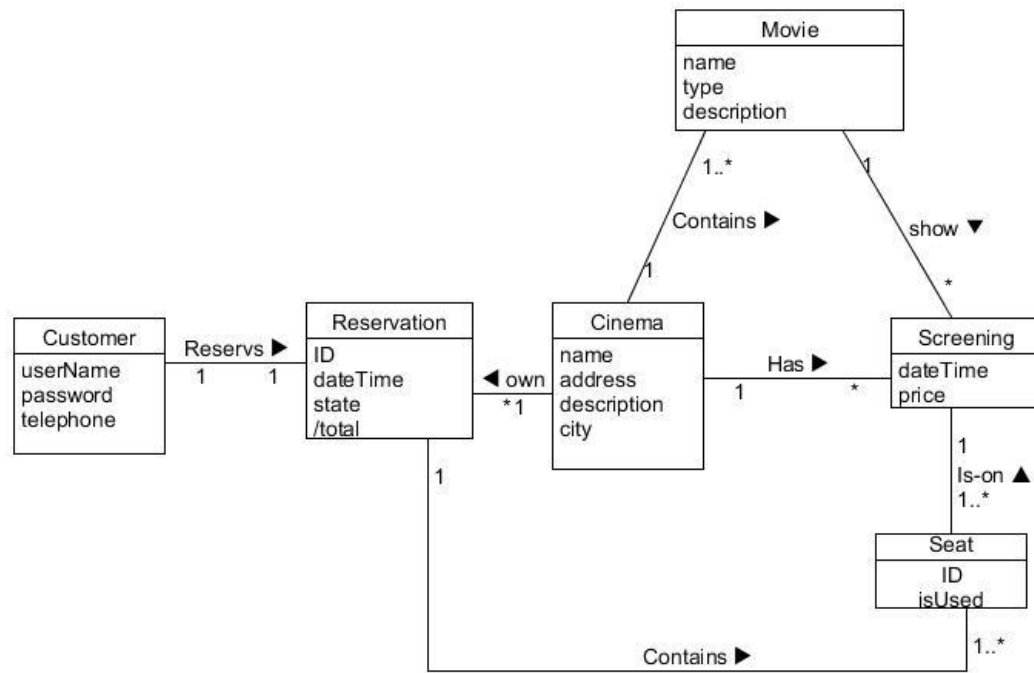 Movie
name
type
description
1..*
1
Contains ▶
show ▼
1
*
Customer
userName
password
telephone
Reservs ▶
1
1
Reservation
ID
dateTime
state
/total
◀ own
*1
Cinema
name
address
description
city
Has ▶
1
*
Screening
dateTime
price
1
Is-on ▲
1..*
Seat
ID
isUsed
1
1..*
Contains ▶